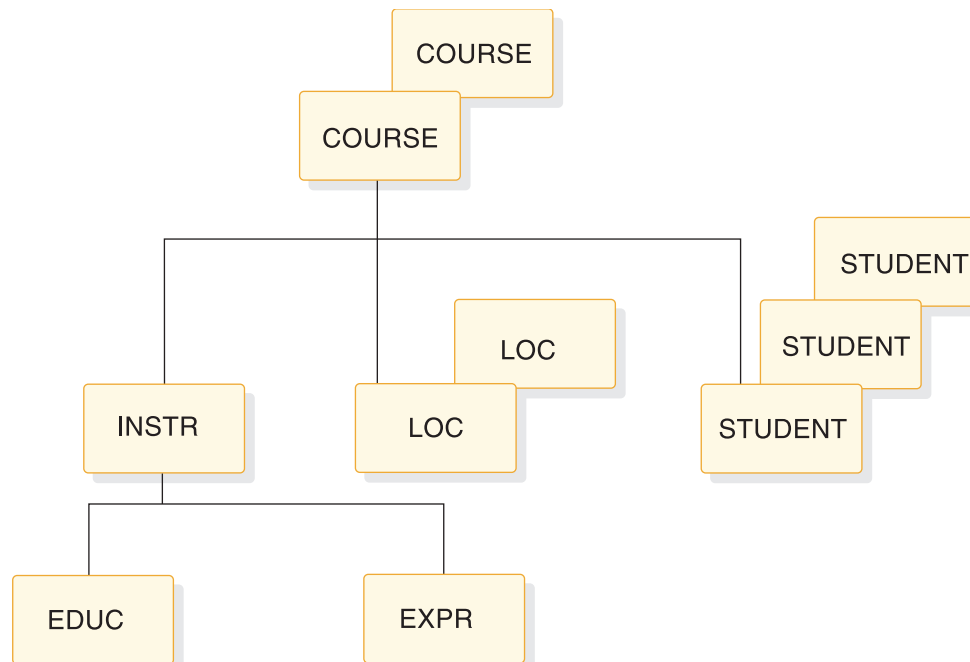 COURSE
COURSE
STUDENT
STUDENT
LOC
INSTR
LOC
STUDENT
EDUC
EXPR